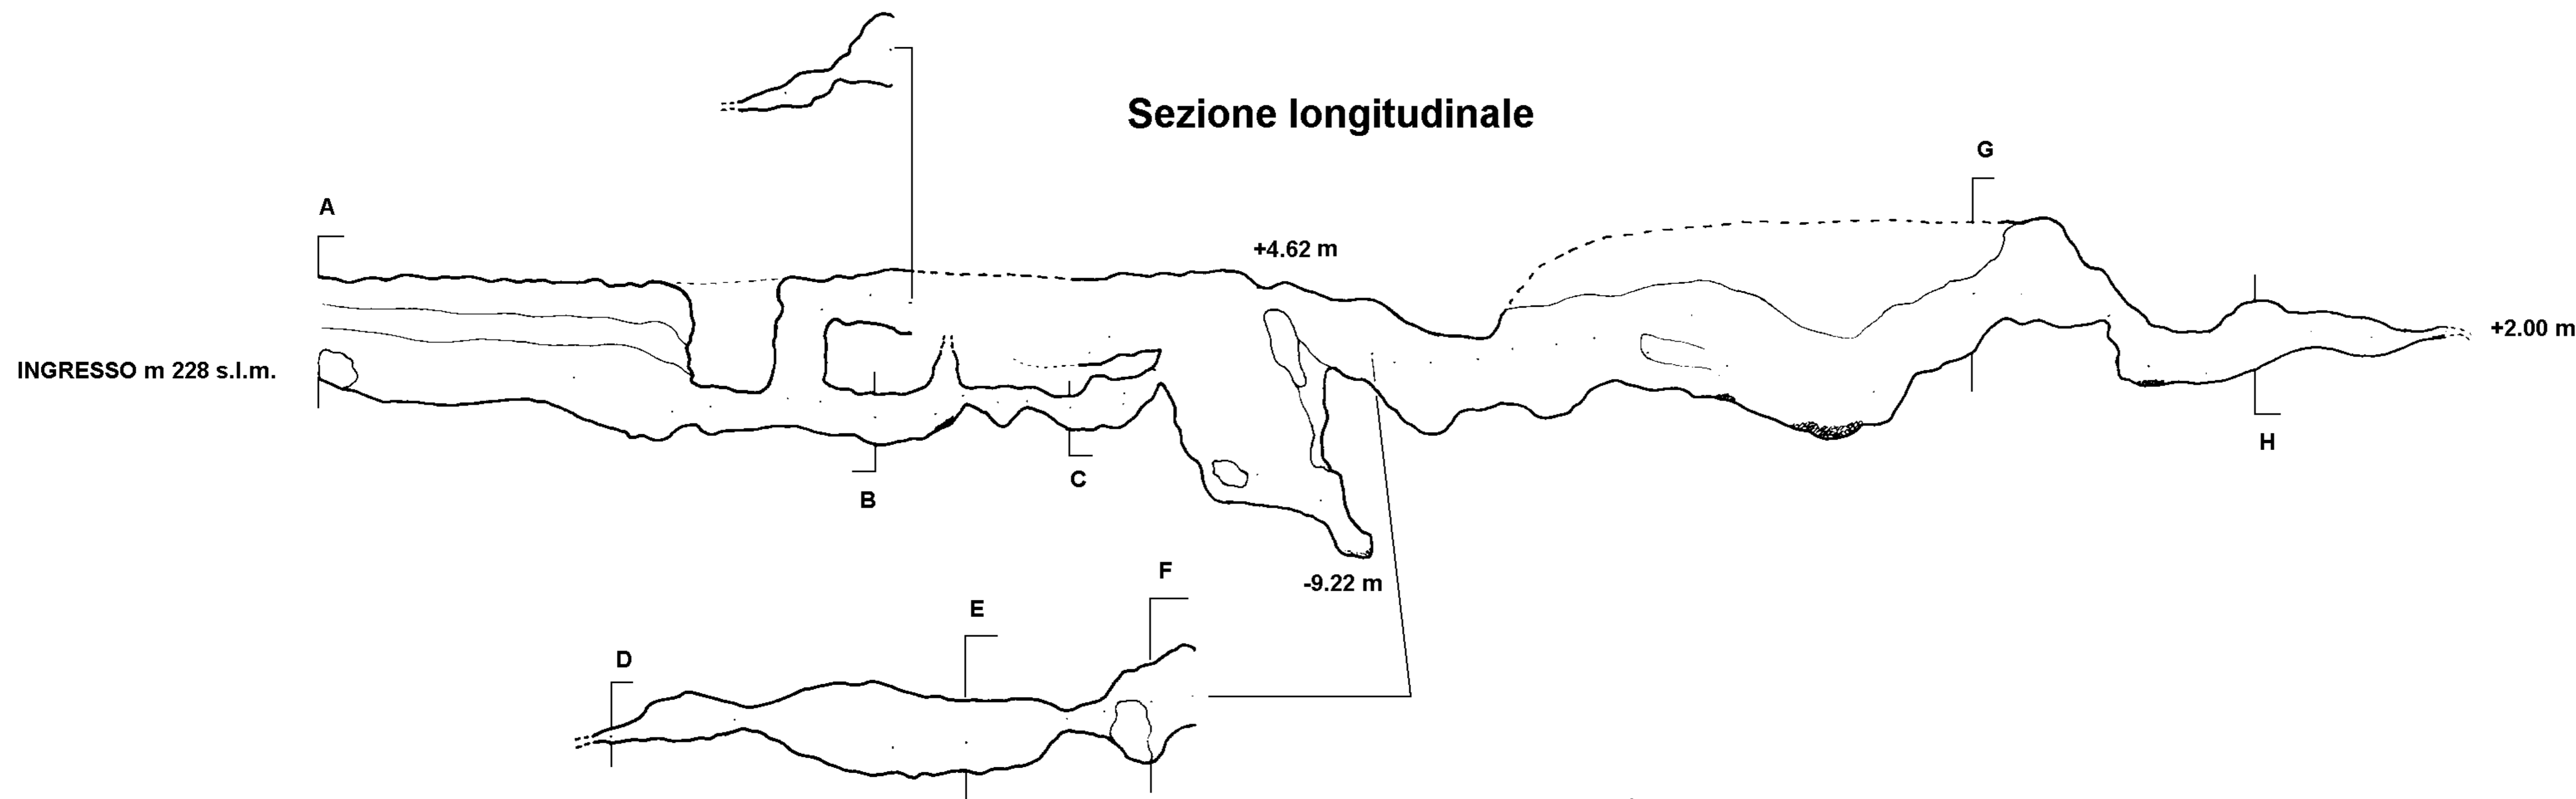 Sezione longitudinale
G
A
+4.62 m
+2.00 m
INGRESSO m 228 s.l.m.
H
C
B
F
-9.22 m
E
D